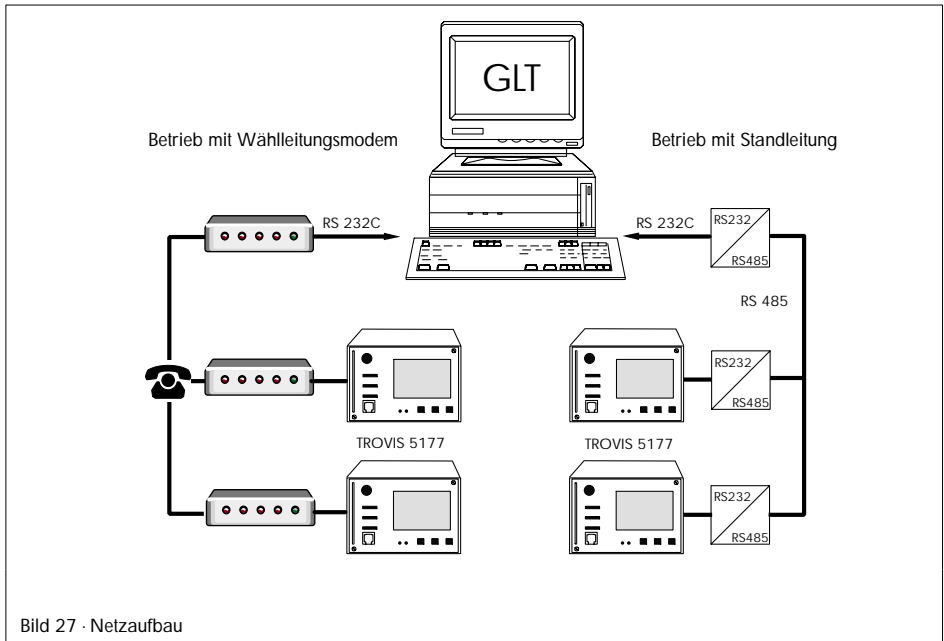 GLT
Betrieb mit Wählleitungsmodem
Betrieb mit Standleitung
RS 232C
RS 232C
RS232
RS485
RS 485
RS232
RS485
TROVIS 5177
TROVIS 5177
RS232
RS485
Bild 27 · Netzaufbau